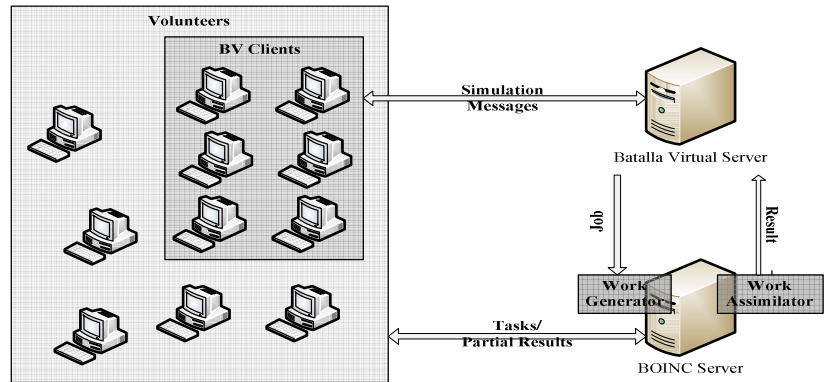 Volunteers
BV Clients
Simulation
Messages
Batalla Virtual Server
Job
Result
Work
Generator
Work
Assimilator
Tasks/
Partial Results
BOINC Server